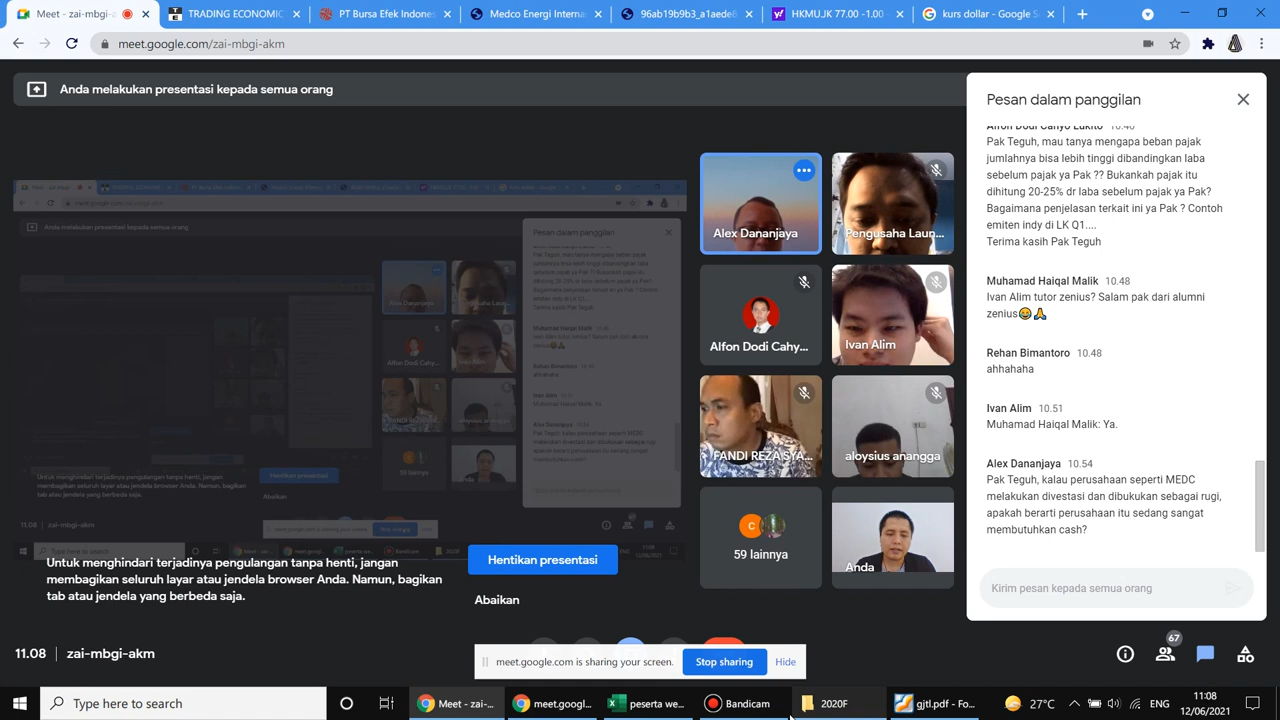 Meet - zai-mb
TRADING ECONOMIC
PT Bursa Efek Indones
Medco Energi Interna
96ab19b9b3_a1aede8
HKMUJK 77.00 -1.00
kurs dollar - Google S
meet.google.com/zai-mbgi-akm
Anda melakukan presentasi kepada semua orang
Pesan dalam panggilan
Alfon Dodi Cahyo Lukito 10.46
Pak Teguh, mau tanya mengapa beban pajak
jumlahnya bisa lebih tinggi dibandingkan laba
sebelum pajak ya Pak ?? Bukankah pajak itu
dihitung 20-25% dr laba sebelum pajak ya Pak?
Bagaimana penjelasan terkait ini ya Pak ? Contoh
emiten indy di LK Q1....
Terima kasih Pak Teguh
Muhamad Haiqal Malik 10.48
Ivan Alim tutor zenius? Salam pak dari alumni
zenius😅🙏
Rehan Bimantoro 10.48
ahhahaha
Ivan Alim 10.51
Muhamad Haiqal Malik: Ya.
Alex Dananjaya 10.54
Pak Teguh, kalau perusahaan seperti MEDC
melakukan divestasi dan dibukukan sebagai rugi,
apakah berarti perusahaan itu sedang sangat
membutuhkan cash?
Kirim pesan kepada semua orang
Alex Dananjaya
Pengusaha Laun...
Alfon Dodi Cahy...
Ivan Alim
FANDI REZA SYA...
aloysius anangga
C
59 lainnya
Anda
Untuk menghindari terjadinya pengulangan tanpa henti, jangan
membagikan seluruh layar atau jendela browser Anda. Namun, bagikan
tab atau jendela yang berbeda saja.
Hentikan presentasi
Abaikan
11.08 | zai-mbgi-akm
meet.google.com is sharing your screen.
Stop sharing
Hide
67
Type here to search
Meet - zai-...
meet.googl...
peserta we...
Bandicam
2020F
gjtl.pdf - Fo...
27°C
ENG
11:08
12/06/2021